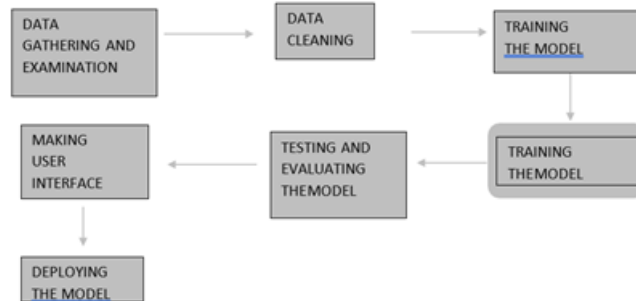 DATA
GATHERING AND
EXAMINATION
DATA
CLEANING
TRAINING
THE MODEL
TRAINING
THEMODEL
TESTING AND
EVALUATING
THEMODEL
MAKING
USER
INTERFACE
DEPLOYING
THE MODEL